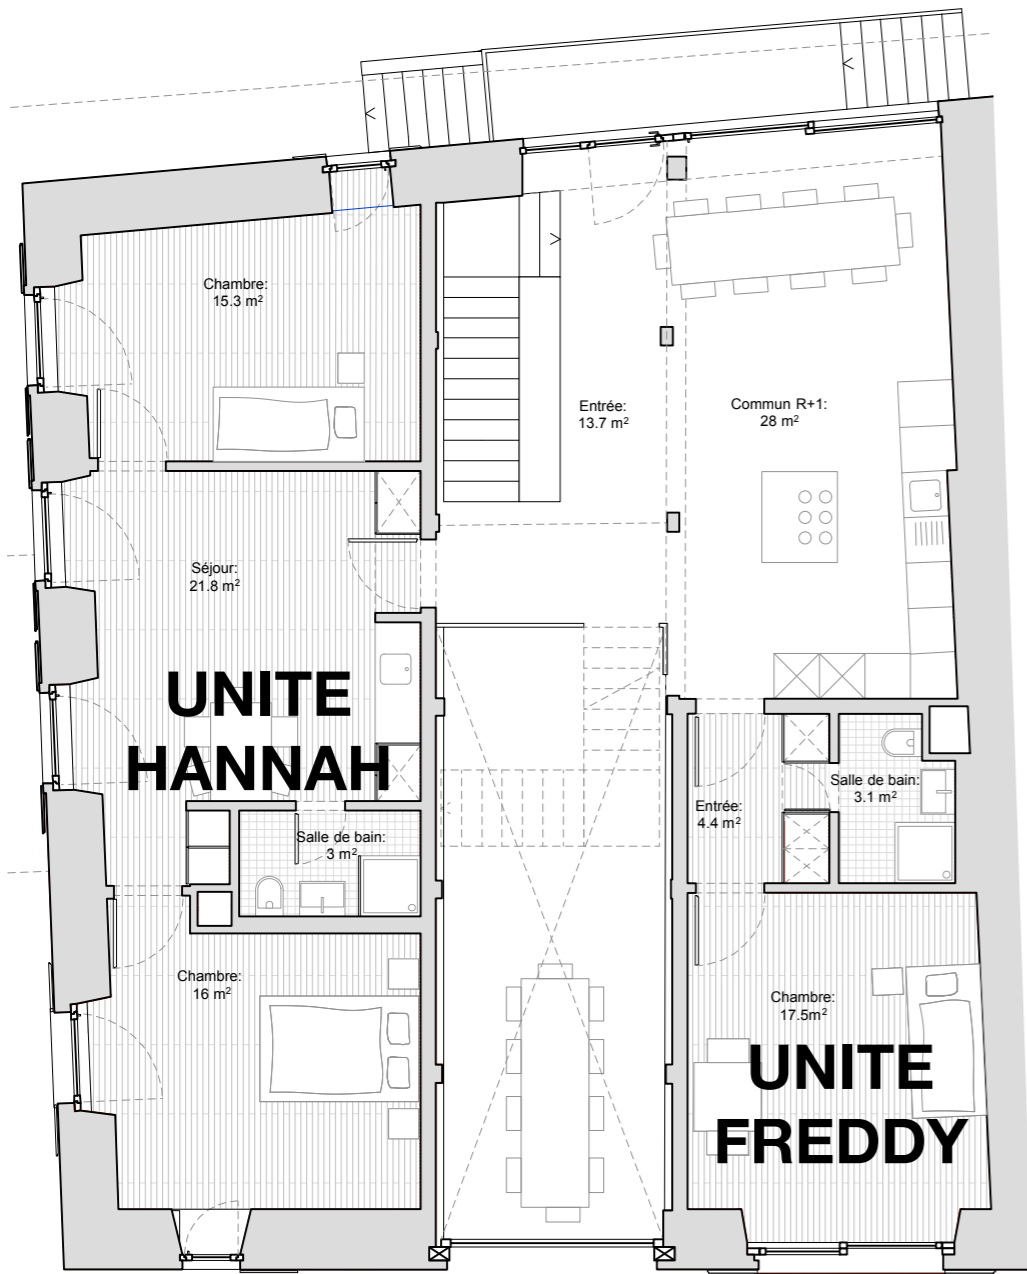 Chambre:
15.3 m²
Entrée:
13.7 m²
Commun R+1:
28 m²
Séjour:
21.8 m²
UNITE
HANNAH
Salle de bain:
3 m²
Entrée:
4.4 m²
Salle de bain:
3.1 m²
Chambre:
16 m²
Chambre:
17.5m²
UNITE
FREDDY